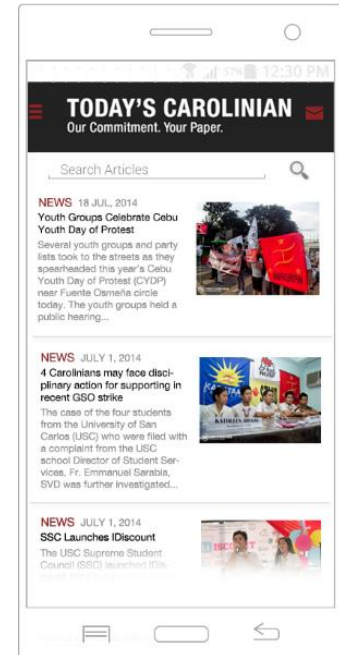 57% 12:30 PM
TODAY'S CAROLINIAN
Our Commitment. Your Paper.
Search Articles
NEWS 18 JUL, 2014
Youth Groups Celebrate Cebu
Youth Day of Protest
Several youth groups and party
lists took to the streets as they
spearheaded this year's Cebu
Youth Day of Protest (CYDP)
near Fuente Osmeña circle
today. The youth groups held a
public hearing...
NEWS JULY 1, 2014
4 Carolinians may face disci-
plinary action for supporting in
recent GSO strike
The case of the four students
from the University of San
Carlos (USC) who were filed with
a complaint from the USC
school Director of Student Ser-
vices, Fr. Emmanuel Sarabia,
SVD was further investigated...
NEWS JULY 1, 2014
SSC Launches IDiscount
The USC Supreme Student
Council (SSC) launched IDis-